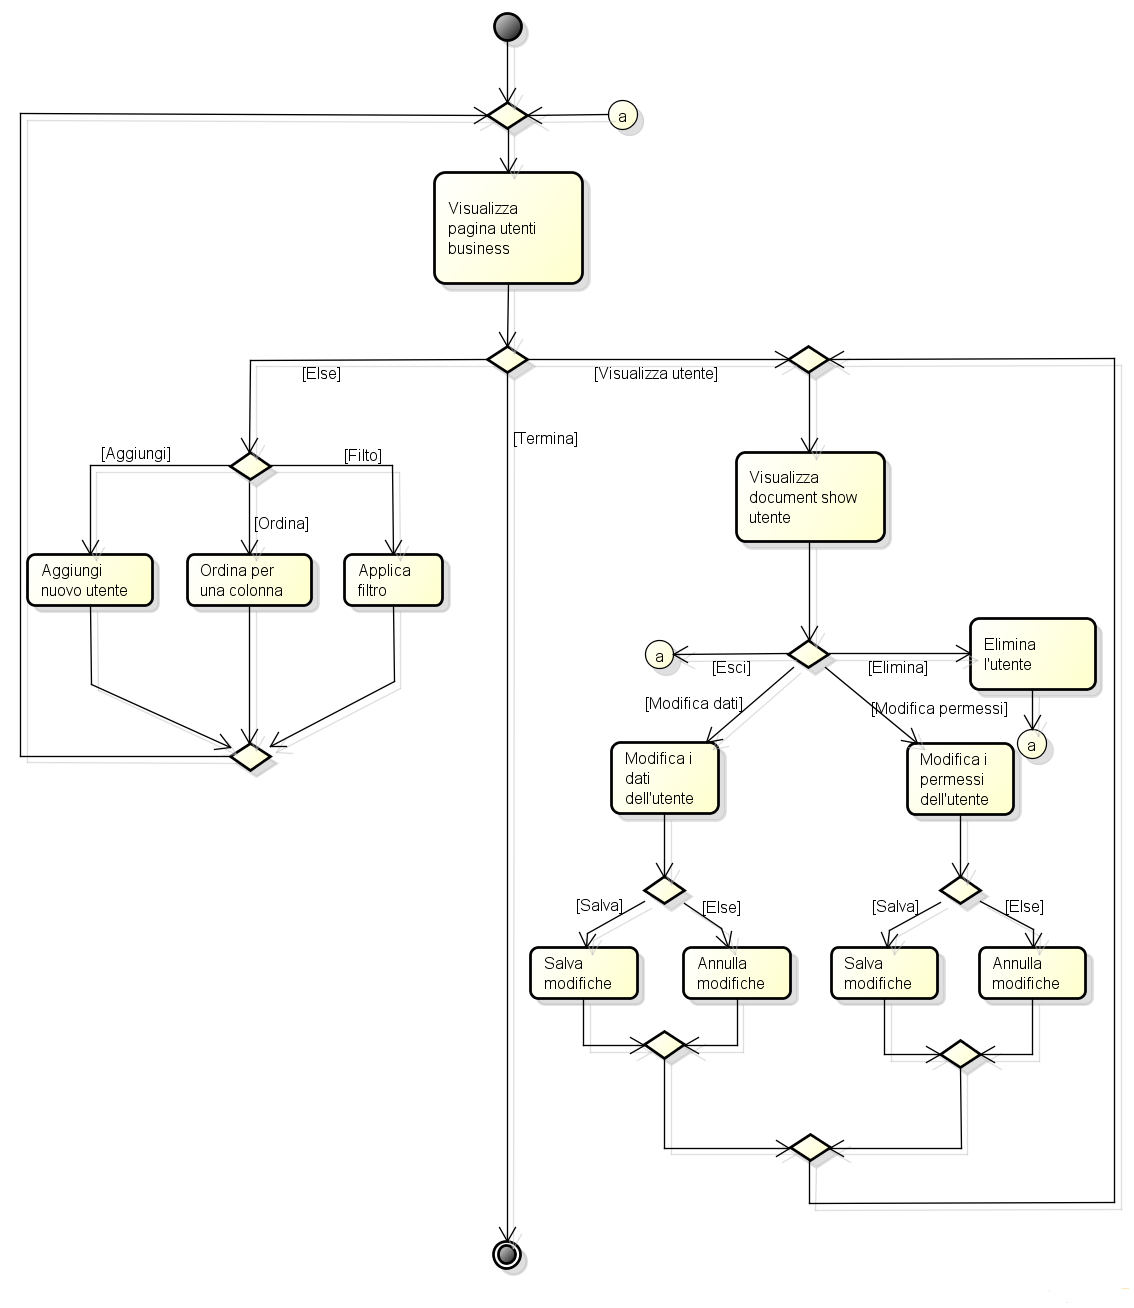 a
Visualizza
pagina utenti
business
[Else]
[Visualizza utente]
[Termina]
[Aggiungi]
[Filto]
[Ordina]
Aggiungi
nuovo utente
Ordina per
una colonna
Applica
filtro
Visualizza
document show
utente
a
[Esci]
[Elimina]
Elimina
l'utente
[Modifica dati]
[Modifica permessi]
a
Modifica i
dati
dell'utente
Modifica i
permessi
dell'utente
[Salva]
[Else]
[Salva]
[Else]
Salva
modifiche
Annulla
modifiche
Salva
modifiche
Annulla
modifiche